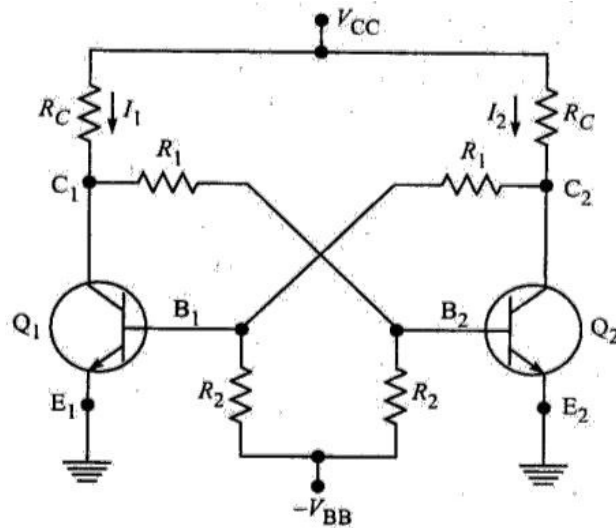 V_CC
R_C I_1 I_2 R_C
R_1 R_1
C_1 C_2
B_1 B_2
Q_1 Q_2
R_2 R_2
E_1 E_2
-V_BB